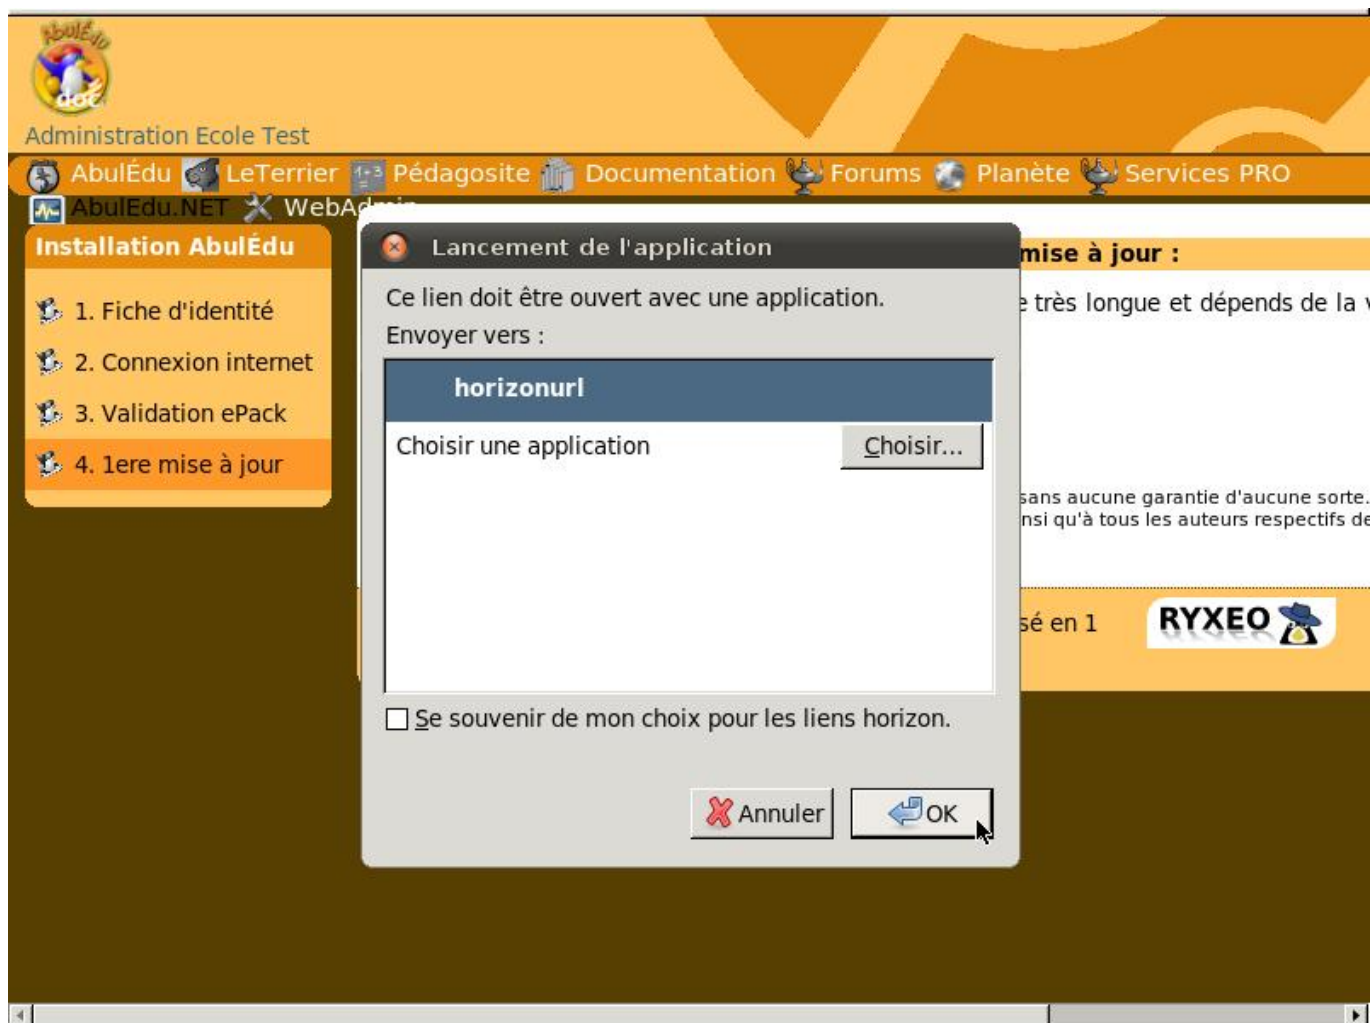 AbulÉdu
doc
Administration Ecole Test
AbulÉdu LeTerrier Pédagosite Documentation Forums Planète Services PRO
AbulEdu.NET WebAdmin
Installation AbulÉdu
1. Fiche d'identité
2. Connexion internet
3. Validation ePack
4. 1ere mise à jour
Lancement de l'application
Ce lien doit être ouvert avec une application.
Envoyer vers :
horizonurl
Choisir une application
Choisir...
Se souvenir de mon choix pour les liens horizon.
Annuler
OK
mise à jour :
très longue et dépends de la
sans aucune garantie d'aucune sorte.
qu'à tous les auteurs respectifs
en 1
RYXEO